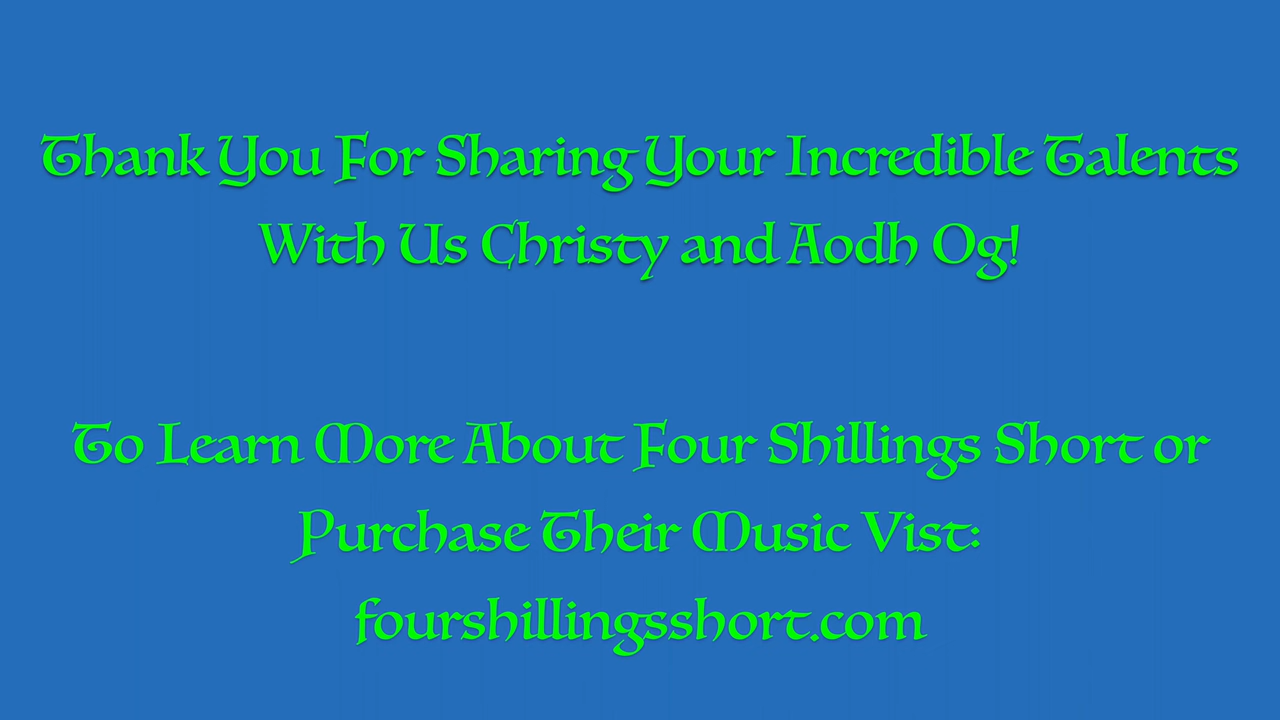 Thank You For Sharing Your Incredible Talents
With Us Christy and Aodh Og!
To Learn More About Four Shillings Short or
Purchase Their Music Vist:
fourshillingsshort.com